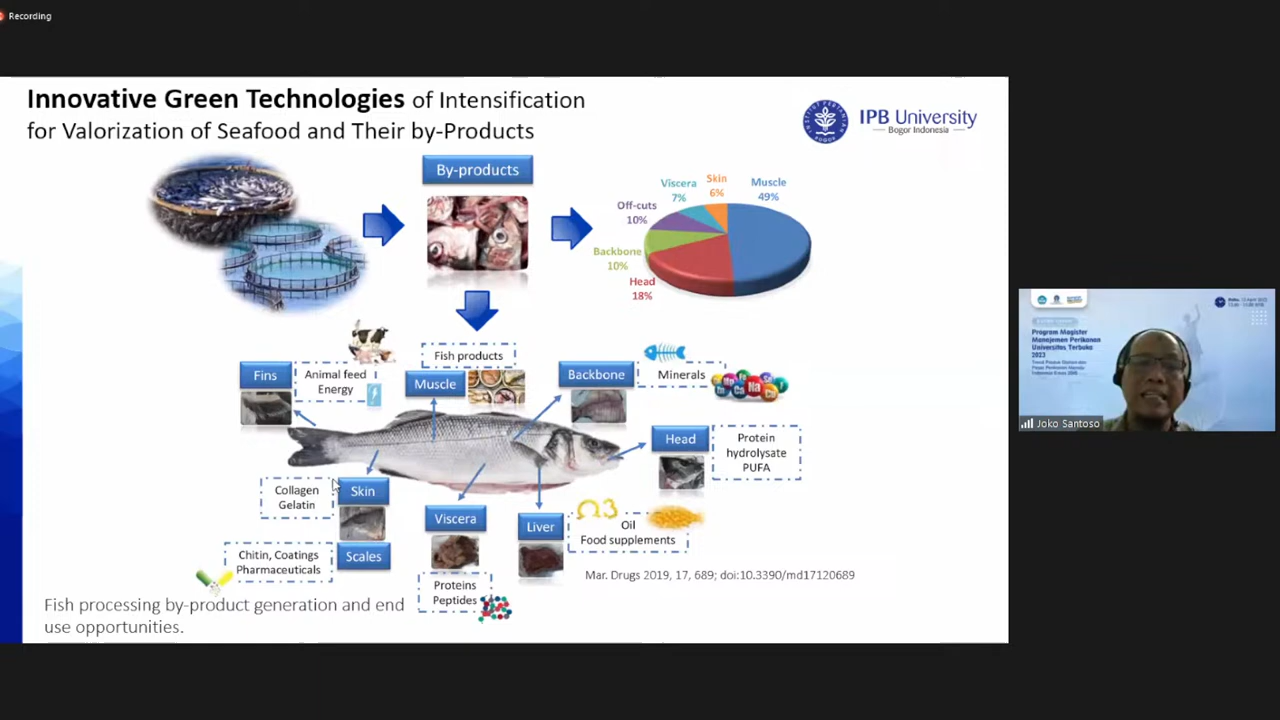 Recording
Innovative Green Technologies of Intensification
for Valorization of Seafood and Their by-Products
IPB University
Bogor Indonesia
By-products
Viscera
7%
Skin
6%
Muscle
49%
Off-cuts
10%
Backbone
10%
Head
18%
Fins
Animal feed
Energy
Fish products
Muscle
Backbone
Minerals
Head
Protein
hydrolysate
PUFA
Collagen
Gelatin
Skin
Viscera
Liver
Oil
Food supplements
Chitin, Coatings
Pharmaceuticals
Scales
Proteins
Peptides
Mar. Drugs 2019, 17, 689; doi:10.3390/md17120689
Fish processing by-product generation and end
use opportunities.
Program Magister
Manajemen Perikanan
Universitas Terbuka
2023
Joko Santoso